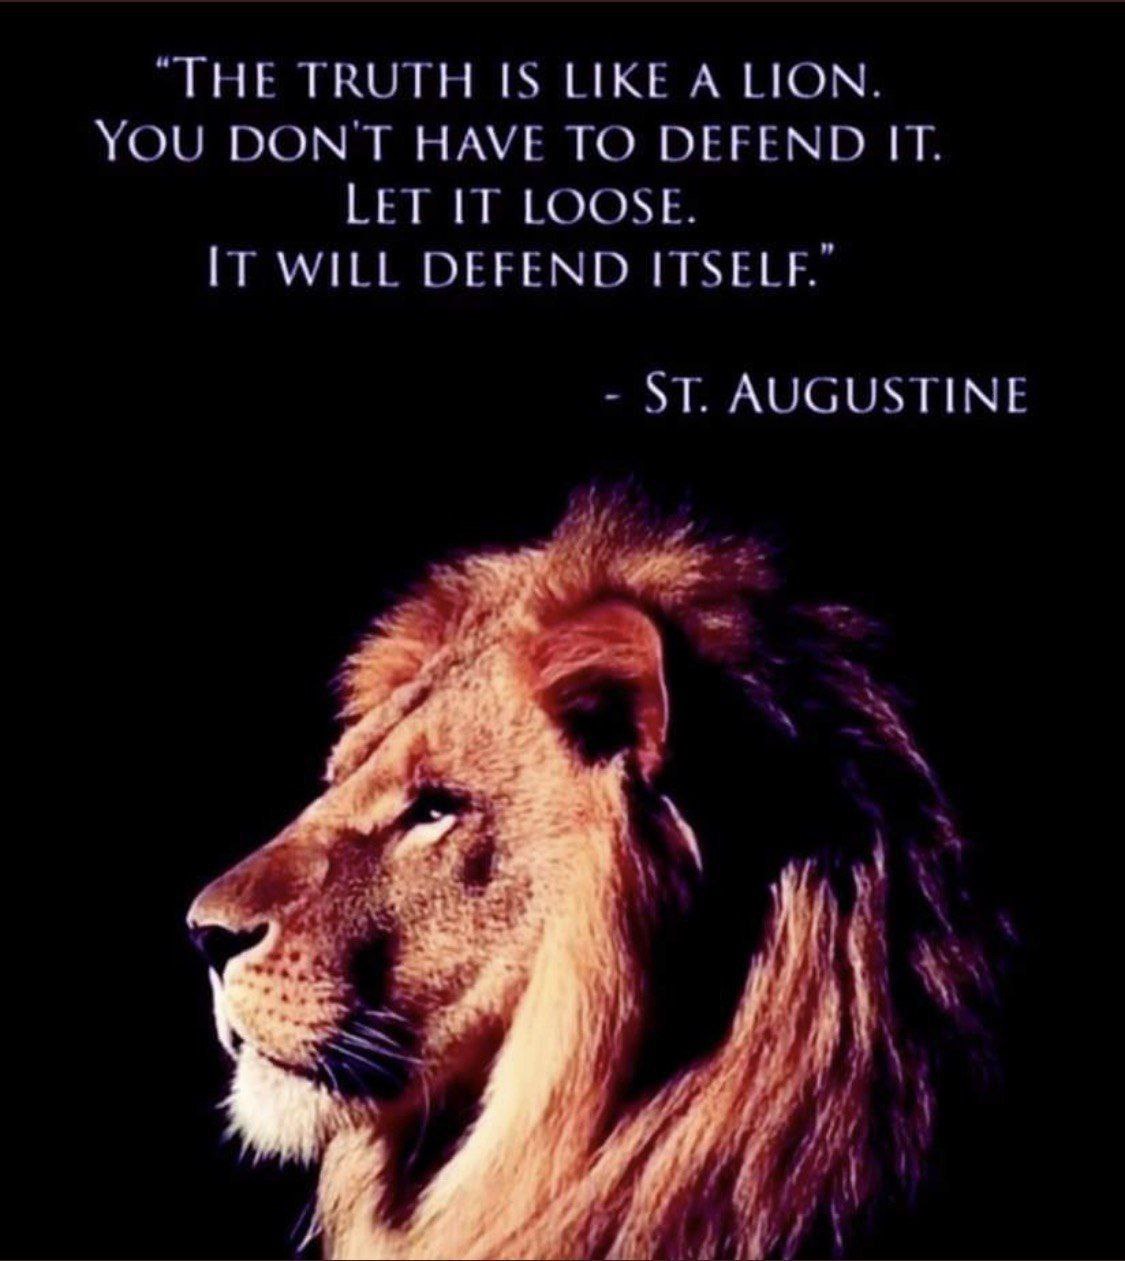 “THE TRUTH IS LIKE A LION.
YOU DON'T HAVE TO DEFEND IT.
LET IT LOOSE.
IT WILL DEFEND ITSELF.”
- ST. AUGUSTINE